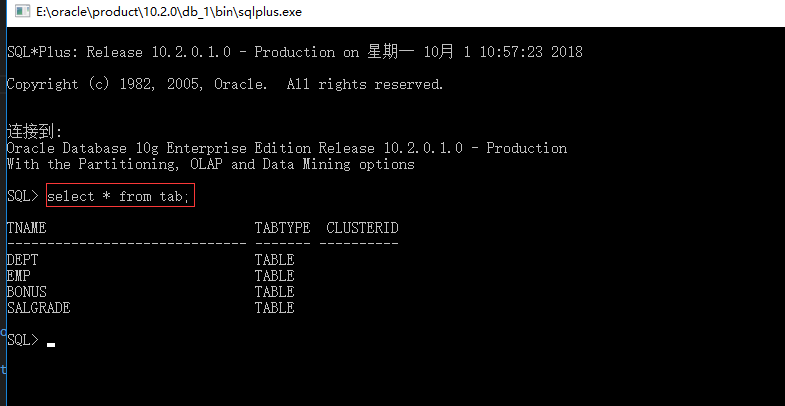 E:\oracle\product\10.2.0\db_1\bin\sqlplus.exe
SQL*Plus: Release 10.2.0.1.0 - Production on 星期一 10月 1 10:57:23 2018
Copyright (c) 1982, 2005, Oracle.  All rights reserved.
连接到:
Oracle Database 10g Enterprise Edition Release 10.2.0.1.0 - Production
With the Partitioning, OLAP and Data Mining options
SQL> select * from tab;
TNAME                          TABTYPE  CLUSTERID
------------------------------ ------- ----------
DEPT                           TABLE
EMP                            TABLE
BONUS                          TABLE
SALGRADE                       TABLE
SQL>
o
t